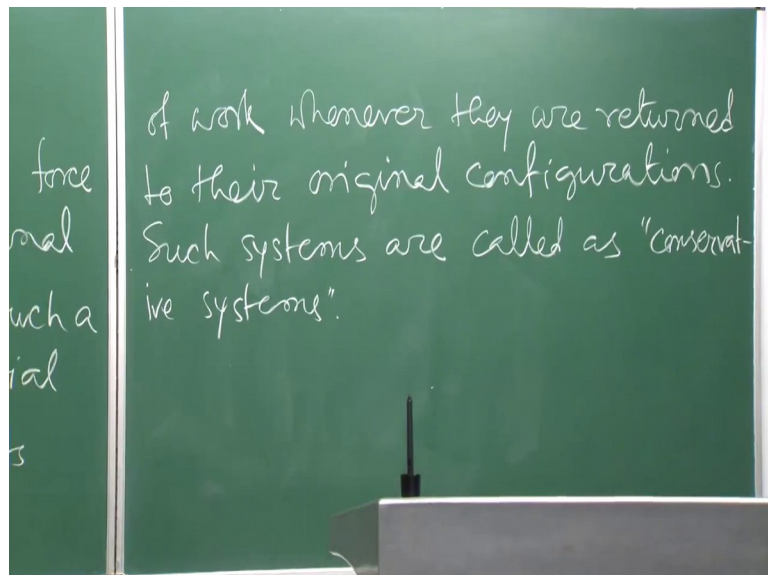 force
nal
uch a
ial
s
of work whenever they are returned
to their original configurations.
Such systems are called as "conservat-
ive systems".